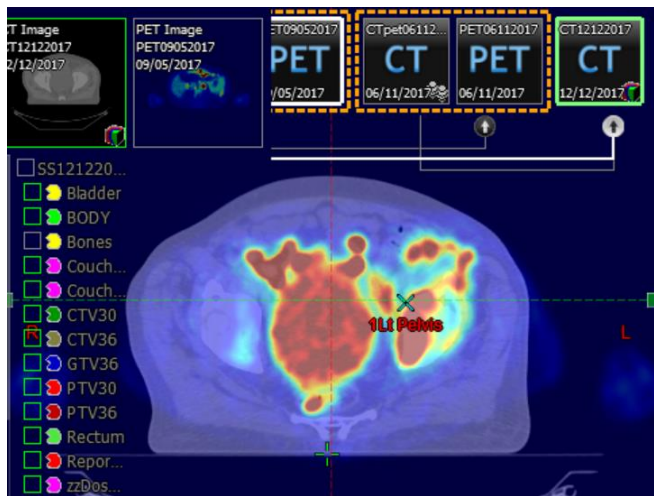 CT Image
CT12122017
2/12/2017
PET Image
PET09052017
09/05/2017
ET09052017
PET
/05/2017
CTpet06112...
CT
06/11/2017
PET06112017
PET
06/11/2017
CT12122017
CT
12/12/2017
SS121220...
Bladder
BODY
Bones
Couch...
Couch...
CTV30
CTV36
GTV36
PTV30
PTV36
Rectum
Repor...
zzDos...
R
1Lt Pelvis
L